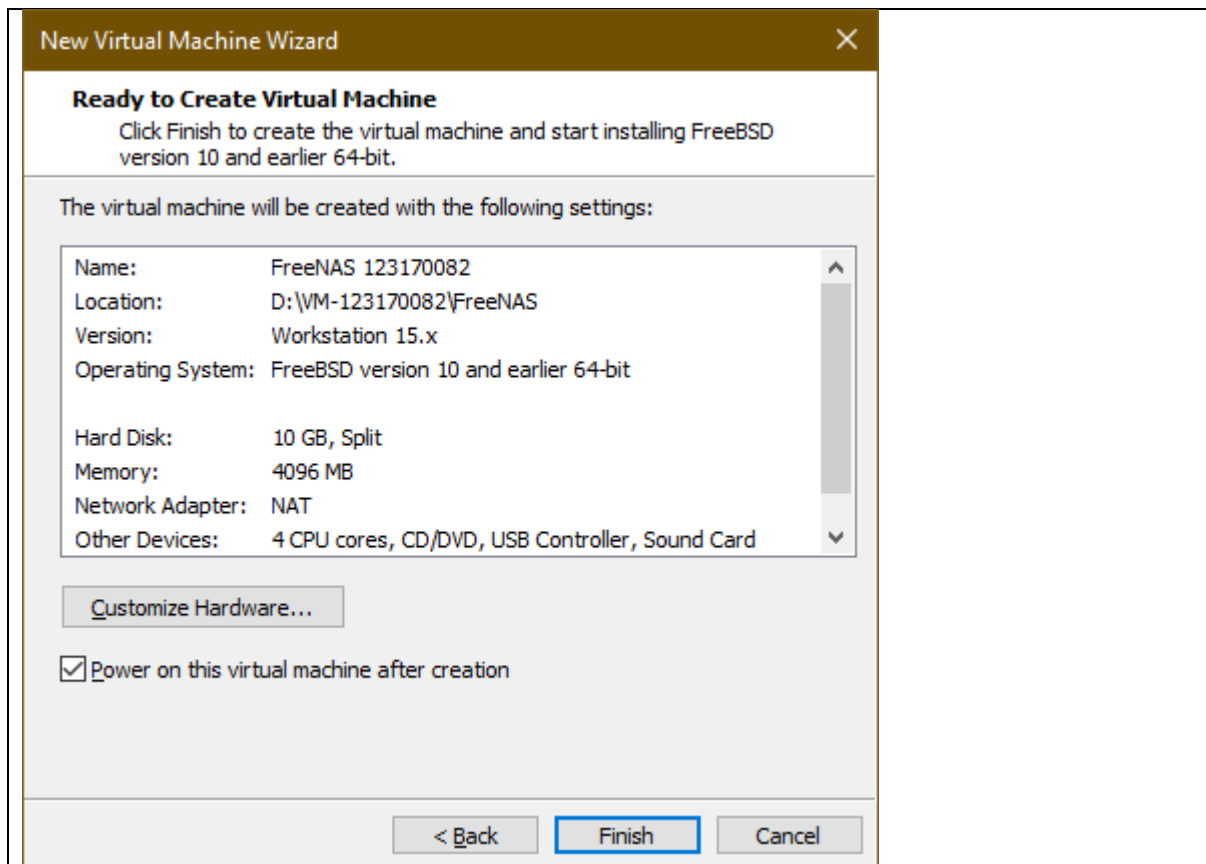 New Virtual Machine Wizard
Ready to Create Virtual Machine
Click Finish to create the virtual machine and start installing FreeBSD
version 10 and earlier 64-bit.
The virtual machine will be created with the following settings:
Name: FreeNAS 123170082
Location: D:\VM-123170082\FreeNAS
Version: Workstation 15.x
Operating System: FreeBSD version 10 and earlier 64-bit
Hard Disk: 10 GB, Split
Memory: 4096 MB
Network Adapter: NAT
Other Devices: 4 CPU cores, CD/DVD, USB Controller, Sound Card
Customize Hardware...
Power on this virtual machine after creation
< Back Finish Cancel